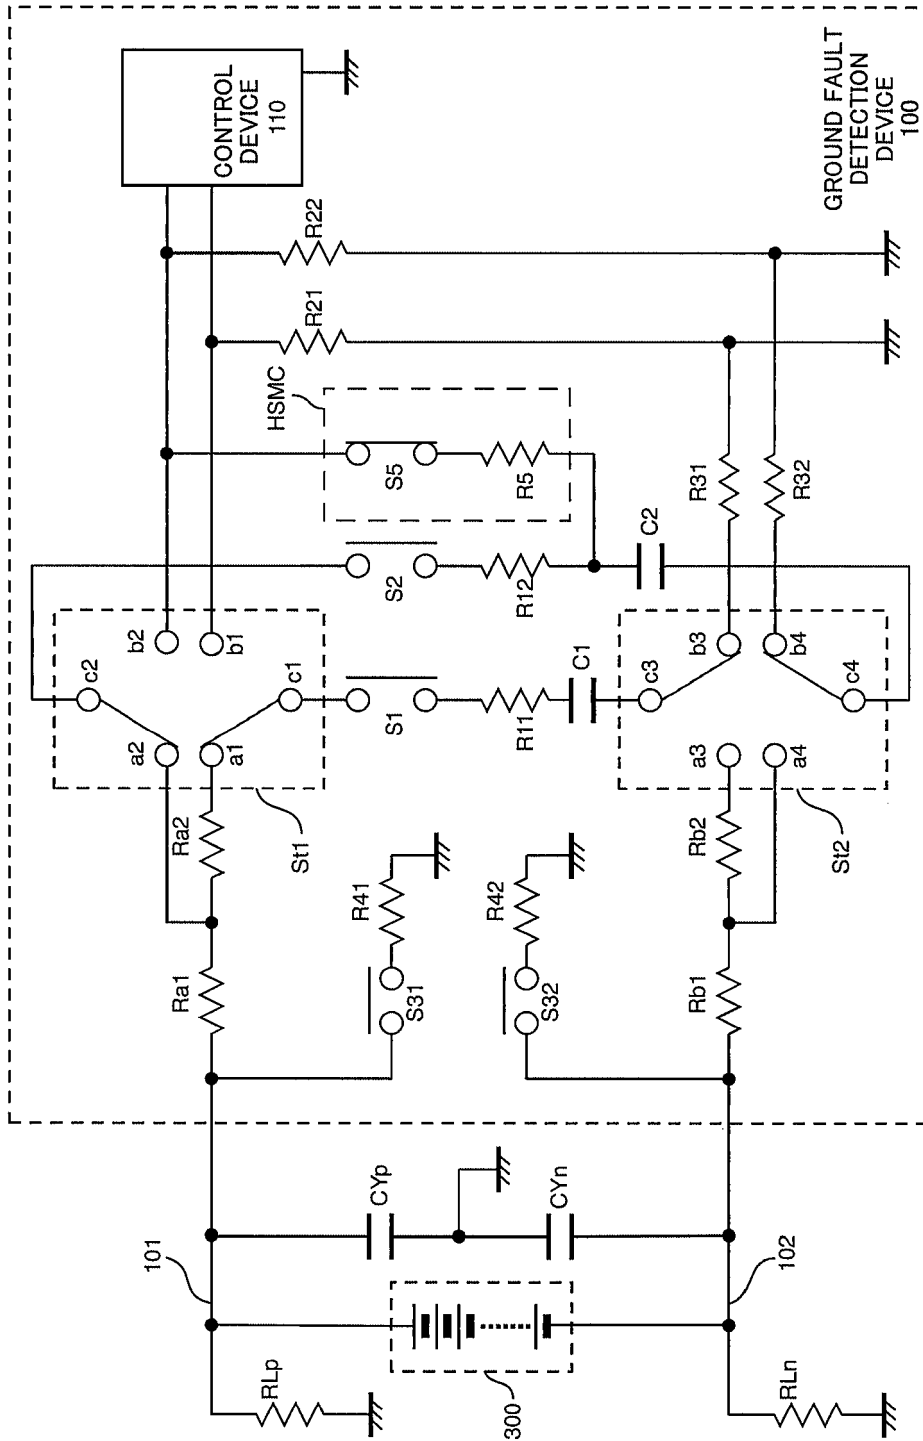 GROUND FAULT
DETECTION
DEVICE
100
CONTROL
DEVICE
110
R22
R21
HSMC
S5
R5
S2
R12
C2
R31
R32
b2
b1
c2
c1
a2
a1
St1
S1
R11
C1
c3
c4
b3
b4
a3
a4
St2
Ra2
Ra1
R41
S31
R42
S32
Rb2
Rb1
CYp
CYn
101
102
300
RLp
RLn